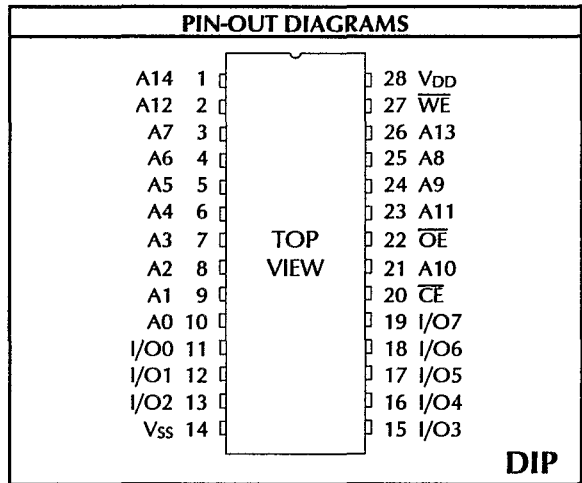 PIN-OUT DIAGRAMS
A14 1 28 VDD
A12 2 27 W̅E̅
A7 3 26 A13
A6 4 25 A8
A5 5 24 A9
A4 6 23 A11
A3 7 TOP 22 O̅E̅
A2 8 VIEW 21 A10
A1 9 20 C̅E̅
A0 10 19 I/O7
I/O0 11 18 I/O6
I/O1 12 17 I/O5
I/O2 13 16 I/O4
VSS 14 15 I/O3
DIP